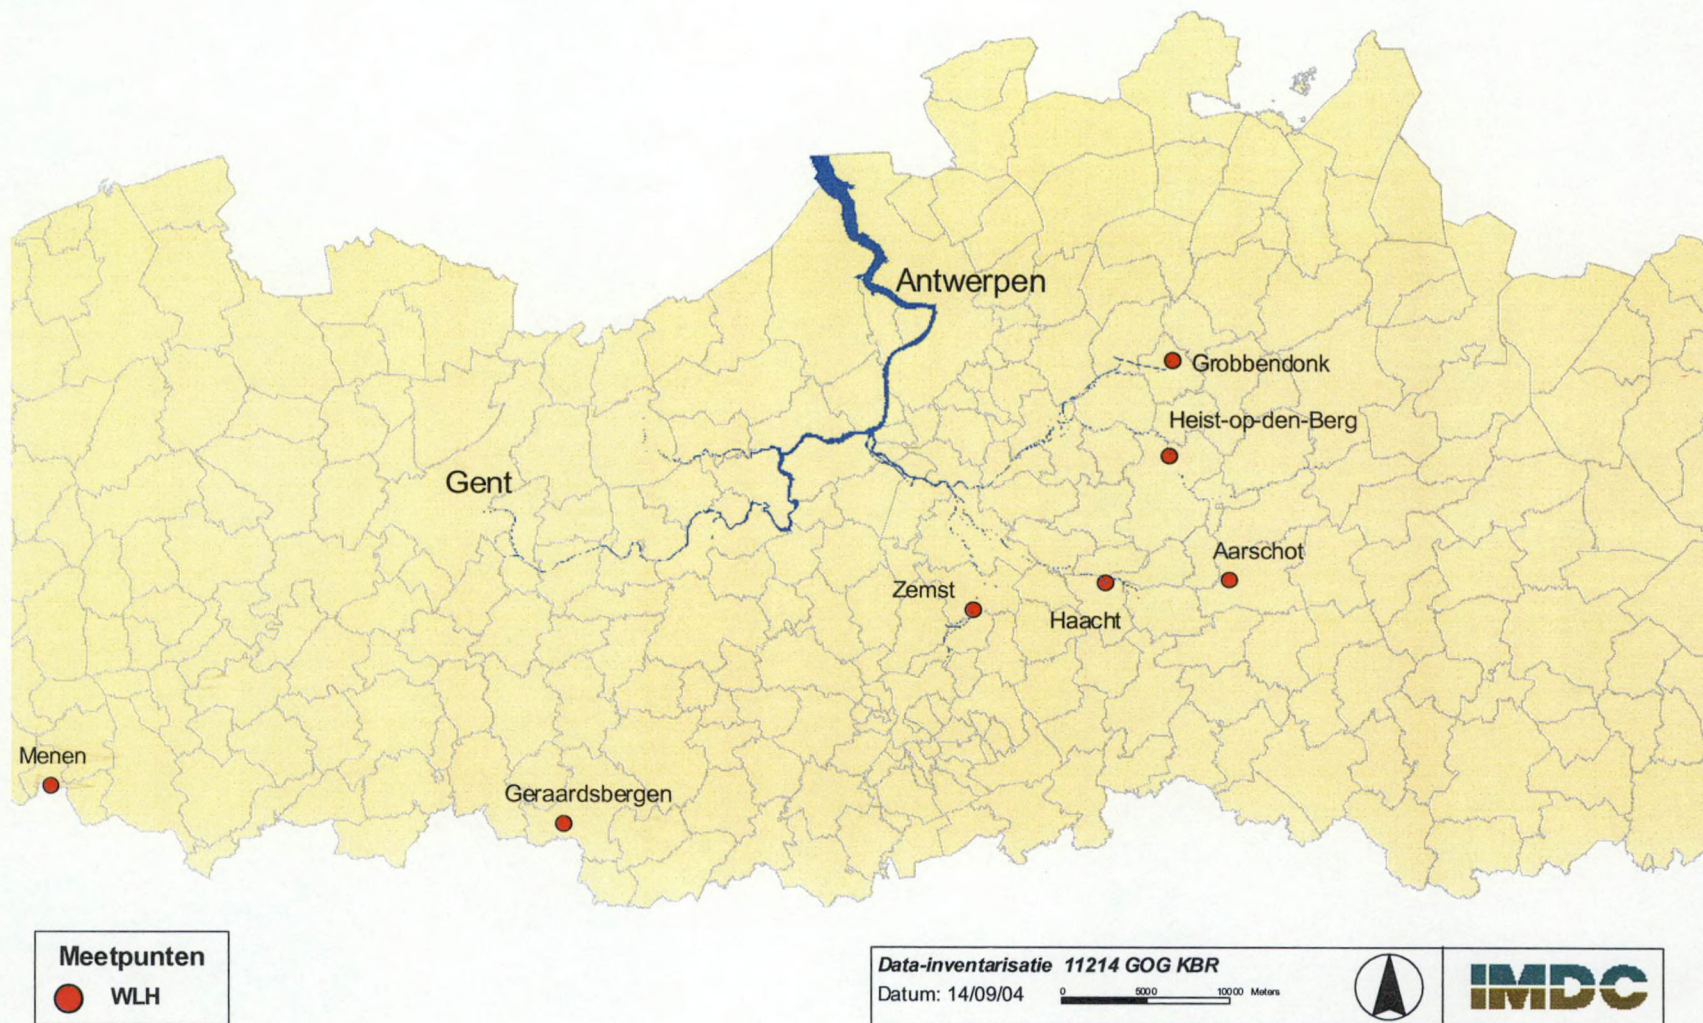 Antwerpen
Grobbendonk
Heist-op-den-Berg
Gent
Aarschot
Zemst
Haacht
Menen
Geraardsbergen
Meetpunten
WLH
Data-inventarisatie 11214 GOG KBR
Datum: 14/09/04
0 5000 10000 Meters
IMDC